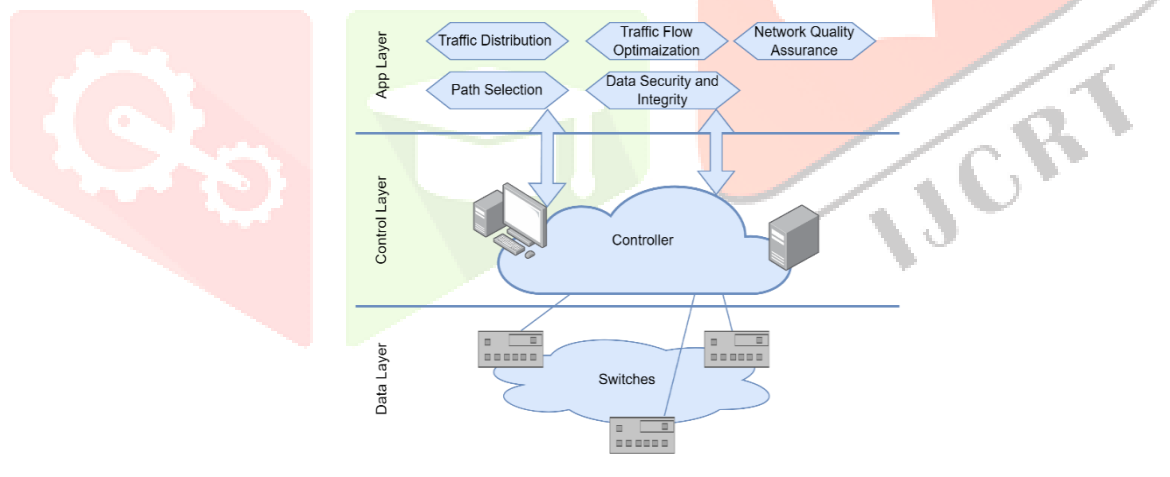 App Layer
Traffic Distribution
Traffic Flow
Optimaization
Network Quality
Assurance
Path Selection
Data Security and
Integrity
Control Layer
Controller
Data Layer
Switches
IJCRT